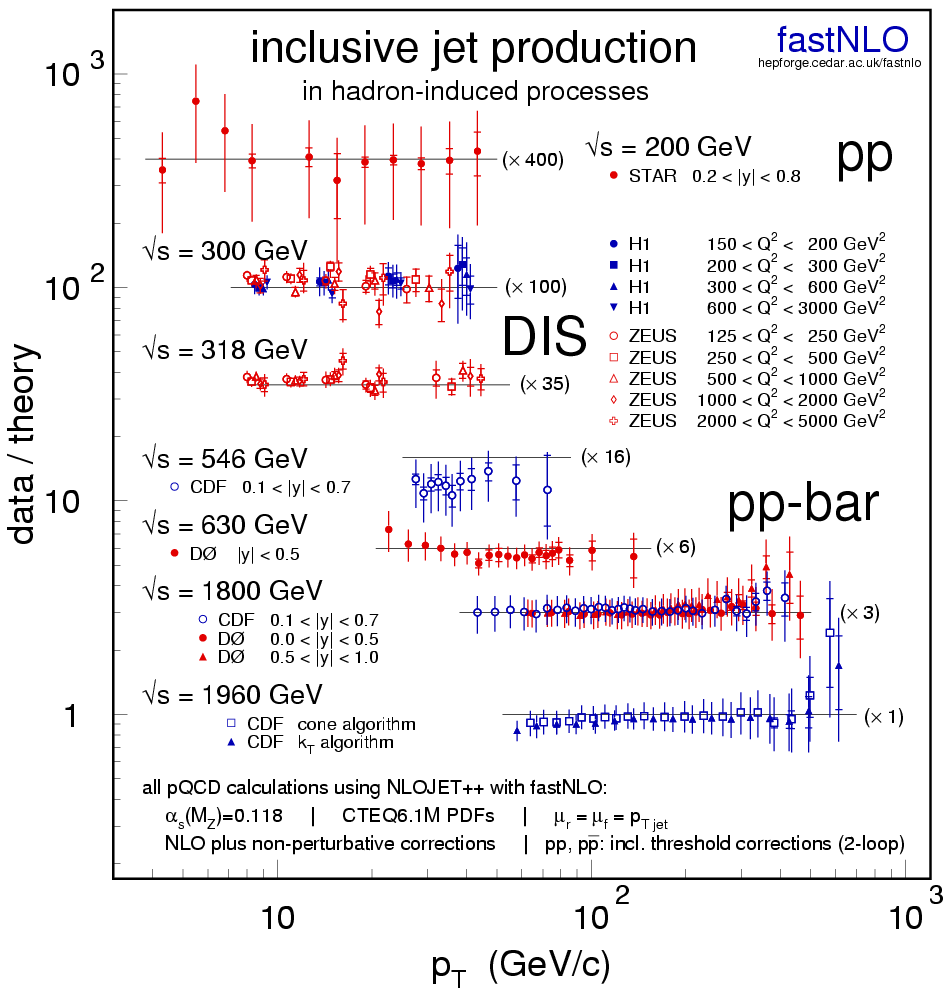 inclusive jet production
in hadron-induced processes
fastNLO
hepforge.cedar.ac.uk/fastnlo
10³
(× 400)
√s = 200 GeV
pp
STAR 0.2 < |y| < 0.8
√s = 300 GeV
H1 150 < Q² < 200 GeV²
H1 200 < Q² < 300 GeV²
H1 300 < Q² < 600 GeV²
H1 600 < Q² < 3000 GeV²
10²
(× 100)
DIS
ZEUS 125 < Q² < 250 GeV²
ZEUS 250 < Q² < 500 GeV²
ZEUS 500 < Q² < 1000 GeV²
ZEUS 1000 < Q² < 2000 GeV²
ZEUS 2000 < Q² < 5000 GeV²
√s = 318 GeV
(× 35)
data / theory
√s = 546 GeV
(× 16)
CDF 0.1 < |y| < 0.7
10
pp-bar
√s = 630 GeV
DØ |y| < 0.5
(× 6)
√s = 1800 GeV
CDF 0.1 < |y| < 0.7
DØ 0.0 < |y| < 0.5
DØ 0.5 < |y| < 1.0
(× 3)
√s = 1960 GeV
1
(× 1)
CDF cone algorithm
CDF k_T algorithm
all pQCD calculations using NLOJET++ with fastNLO:
α_s(M_Z)=0.118 | CTEQ6.1M PDFs | μ_r = μ_f = p_T jet
NLO plus non-perturbative corrections | pp, pp̅: incl. threshold corrections (2-loop)
10 10² 10³
p_T (GeV/c)